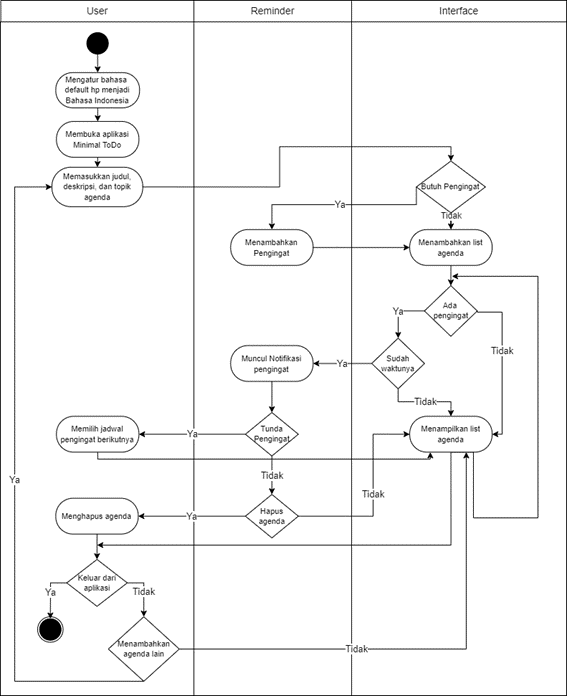 User
Reminder
Interface
Mengatur bahasa
default hp menjadi
Bahasa Indonesia
Membuka aplikasi
Minimal ToDo
Memasukkan judul,
deskripsi, dan topik
agenda
Butuh Pengingat
Ya
Tidak
Menambahkan
Pengingat
Menambahkan list
agenda
Ada
pengingat
Ya
Tidak
Sudah
waktunya
Ya
Tidak
Muncul Notifikasi
pengingat
Menampilkan list
agenda
Tunda
Pengingat
Ya
Tidak
Memilih jadwal
pengingat berikutnya
Ya
Hapus
agenda
Tidak
Ya
Menghapus agenda
Keluar dari
aplikasi
Ya
Tidak
Menambahkan
agenda lain
Tidak